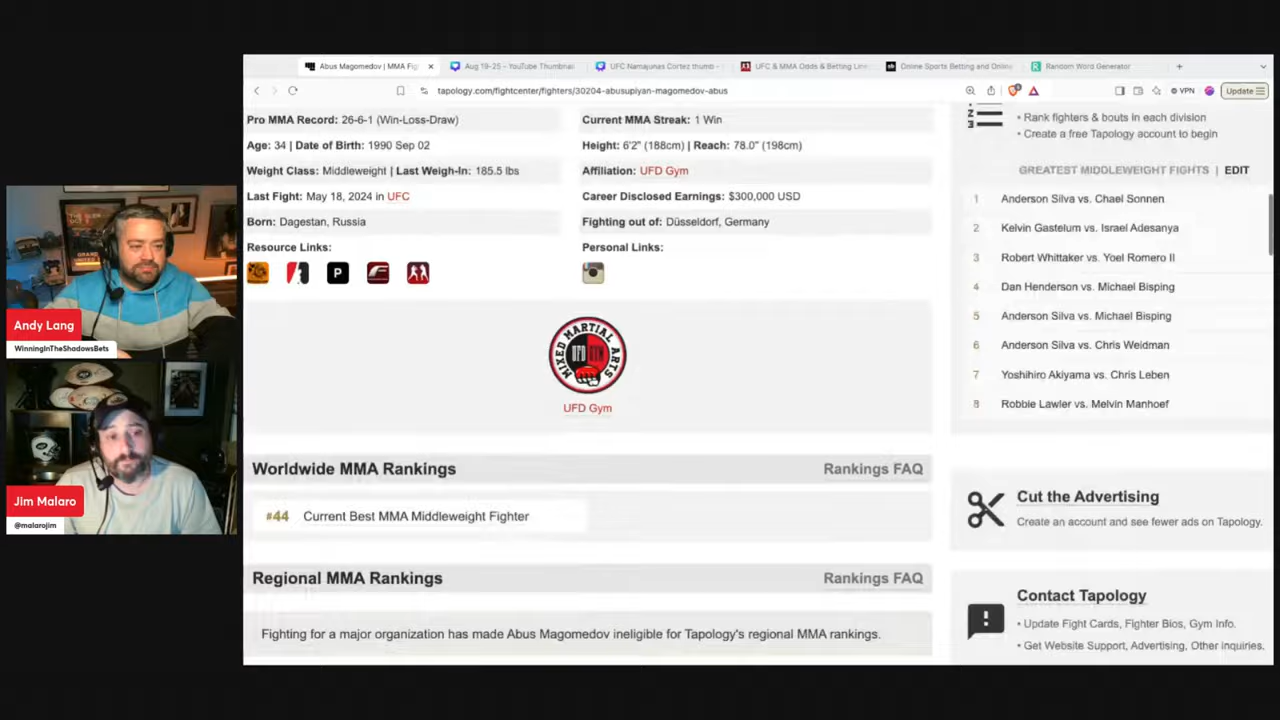 Abus Magomedov | MMA Fig
Aug 19-25 - YouTube Thumbnail
UFC Namajunas Cortez thumb -
UFC & MMA Odds & Betting Line
Online Sports Betting and Online
Random Word Generator
tapology.com/fightcenter/fighters/30204-abusupiyan-magomedov-abus
VPN
Update
Pro MMA Record: 26-6-1 (Win-Loss-Draw)
Current MMA Streak: 1 Win
Age: 34 | Date of Birth: 1990 Sep 02
Height: 6'2" (188cm) | Reach: 78.0" (198cm)
Weight Class: Middleweight | Last Weigh-In: 185.5 lbs
Affiliation: UFD Gym
Last Fight: May 18, 2024 in UFC
Career Disclosed Earnings: $300,000 USD
Born: Dagestan, Russia
Fighting out of: Düsseldorf, Germany
Resource Links:
Personal Links:
P
MIXED MARTIAL ARTS
UFD GYM
UFD Gym
Worldwide MMA Rankings
Rankings FAQ
#44 Current Best MMA Middleweight Fighter
Regional MMA Rankings
Rankings FAQ
Fighting for a major organization has made Abus Magomedov ineligible for Tapology's regional MMA rankings.
• Rank fighters & bouts in each division
• Create a free Tapology account to begin
GREATEST MIDDLEWEIGHT FIGHTS | EDIT
1 Anderson Silva vs. Chael Sonnen
2 Kelvin Gastelum vs. Israel Adesanya
3 Robert Whittaker vs. Yoel Romero II
4 Dan Henderson vs. Michael Bisping
5 Anderson Silva vs. Michael Bisping
6 Anderson Silva vs. Chris Weidman
7 Yoshihiro Akiyama vs. Chris Leben
8 Robbie Lawler vs. Melvin Manhoef
Cut the Advertising
Create an account and see fewer ads on Tapology.
Contact Tapology
• Update Fight Cards, Fighter Bios, Gym Info.
• Get Website Support, Advertising, Other inquiries.
Andy Lang
WinningInTheShadowsBets
Jim Malaro
@malarojim